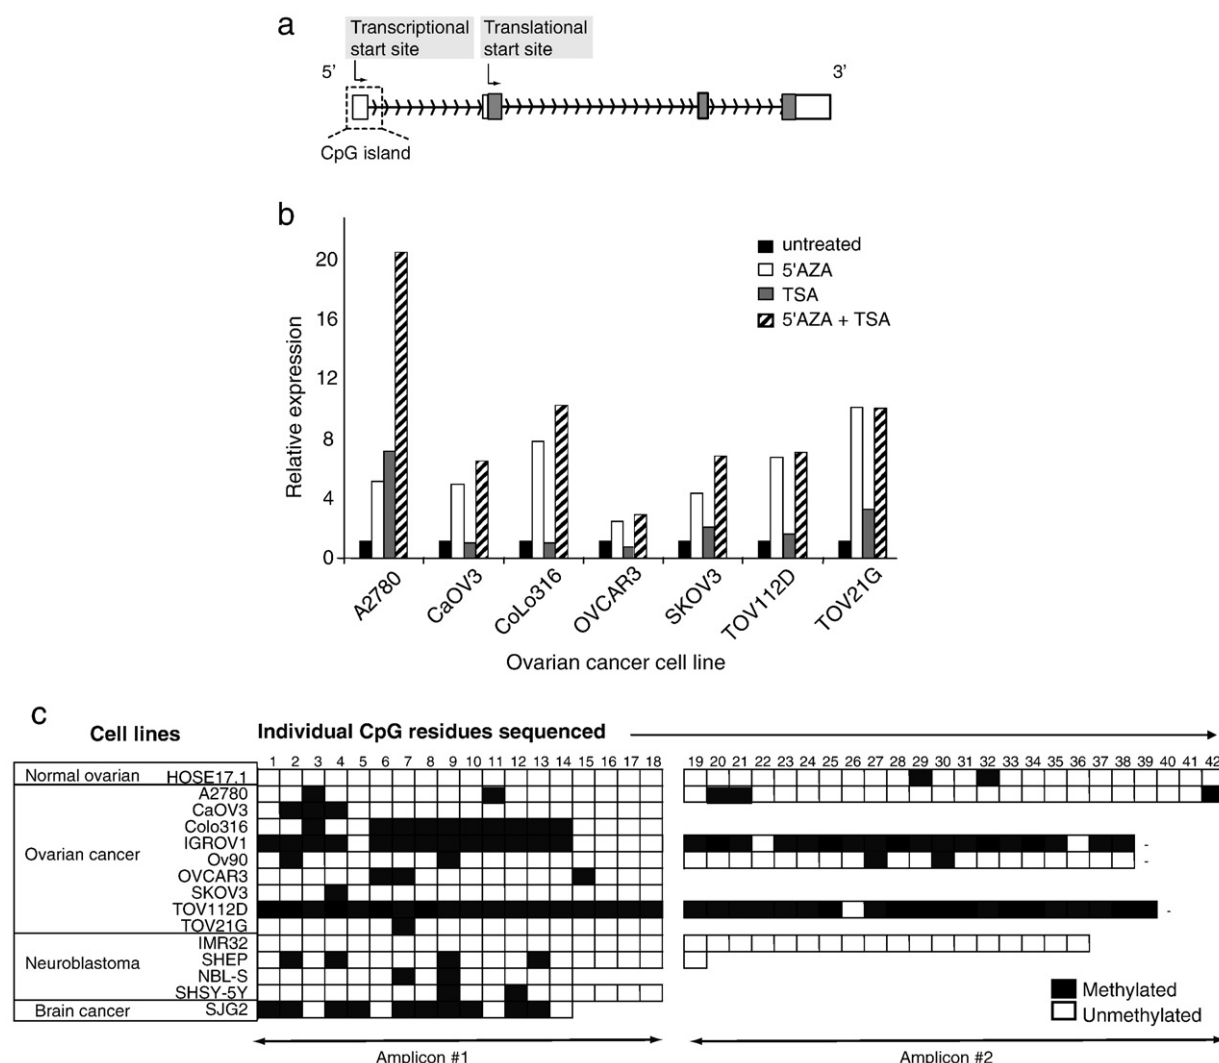 a
Transcriptional
start site
Translational
start site
5'
3'
CpG island
b
untreated
5'AZA
TSA
5'AZA + TSA
Relative expression
20
16
12
8
4
0
A2780
CaOV3
CoLo316
OVCAR3
SKOV3
TOV112D
TOV21G
Ovarian cancer cell line
c
Cell lines
Individual CpG residues sequenced
1 2 3 4 5 6 7 8 9 10 11 12 13 14 15 16 17 18 19 20 21 22 23 24 25 26 27 28 29 30 31 32 33 34 35 36 37 38 39 40 41 42
Normal ovarian HOSE17.1
A2780
CaOV3
Colo316
Ovarian cancer IGROV1 -
Ov90 -
OVCAR3
SKOV3
TOV112D -
TOV21G
IMR32
Neuroblastoma SHEP
NBL-S
SHSY-5Y
Brain cancer SJG2
Methylated
Unmethylated
Amplicon #1
Amplicon #2